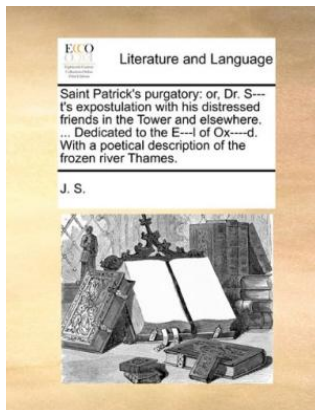 ECCO
Literature and Language
Saint Patrick's purgatory: or, Dr. S---
t's expostulation with his distressed
friends in the Tower and elsewhere.
... Dedicated to the E---l of Ox----d.
With a poetical description of the
frozen river Thames.
J. S.